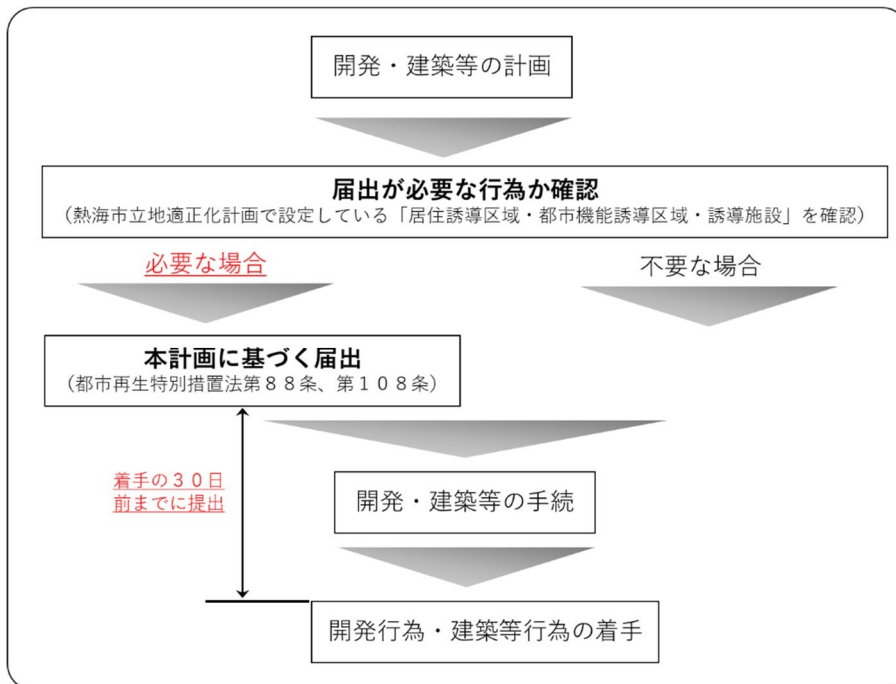 開発・建築等の計画
届出が必要な行為か確認
（熱海市立地適正化計画で設定している「居住誘導区域・都市機能誘導区域・誘導施設」を確認）
必要な場合
不要な場合
本計画に基づく届出
（都市再生特別措置法第８８条、第１０８条）
着手の３０日
前までに提出
開発・建築等の手続
開発行為・建築等行為の着手